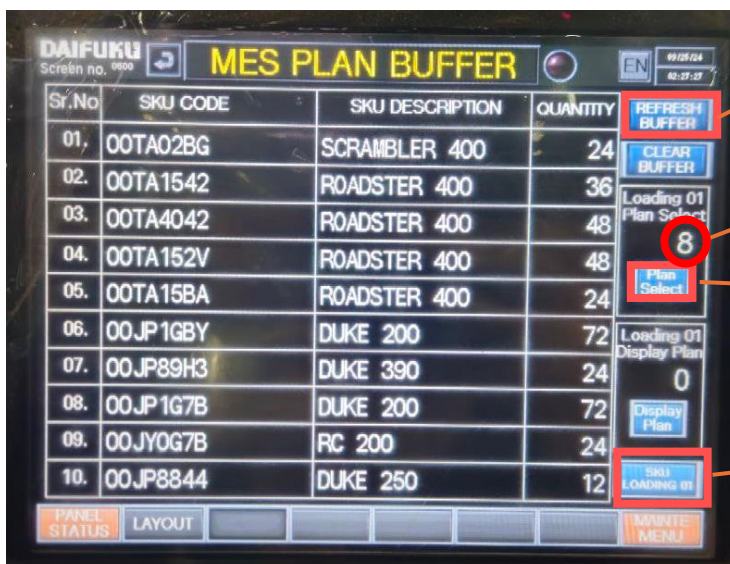 DAIFUKU
Screen no. 0600
MES PLAN BUFFER
EN
09/25/24
02:27:27
Sr.No SKU CODE SKU DESCRIPTION QUANTITY
01. 00TA02BG SCRAMBLER 400 24
02. 00TA1542 ROADSTER 400 36
03. 00TA4042 ROADSTER 400 48
04. 00TA152V ROADSTER 400 48
05. 00TA15BA ROADSTER 400 24
06. 00JP1GBY DUKE 200 72
07. 00JP89H3 DUKE 390 24
08. 00JP1G7B DUKE 200 72
09. 00JY0G7B RC 200 24
10. 00JP8844 DUKE 250 12
REFRESH
BUFFER
CLEAR
BUFFER
Loading 01
Plan Select
8
Plan
Select
Loading 01
Display Plan
0
Display
Plan
SKU
LOADING 01
PANEL
STATUS
LAYOUT
MAINTE
MENU